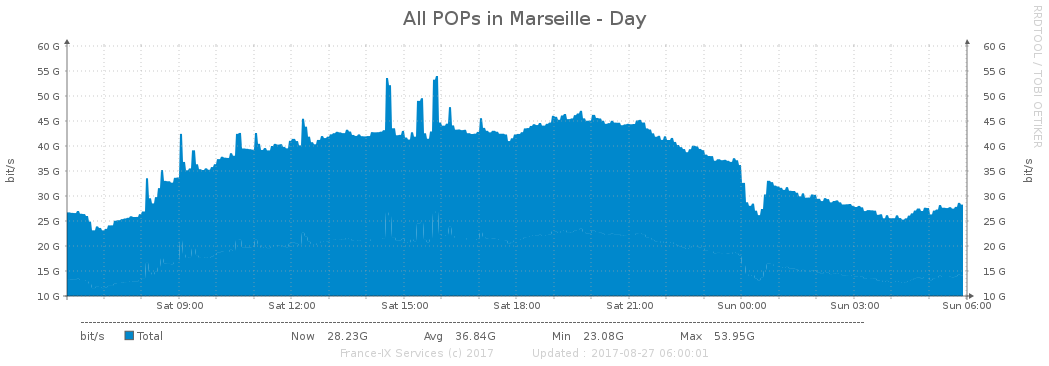 All POPs in Marseille - Day
RRDTOOL / TOBI OETIKER
60 G 60 G
55 G 55 G
50 G 50 G
45 G 45 G
40 G 40 G
35 G 35 G
30 G 30 G
25 G 25 G
20 G 20 G
15 G 15 G
10 G 10 G
bit/s
bit/s
Sat 09:00 Sat 12:00 Sat 15:00 Sat 18:00 Sat 21:00 Sun 00:00 Sun 03:00 Sun 06:00
bit/s Total Now 28.23G Avg 36.84G Min 23.08G Max 53.95G
France-IX Services (c) 2017 Updated : 2017-08-27 06:00:01